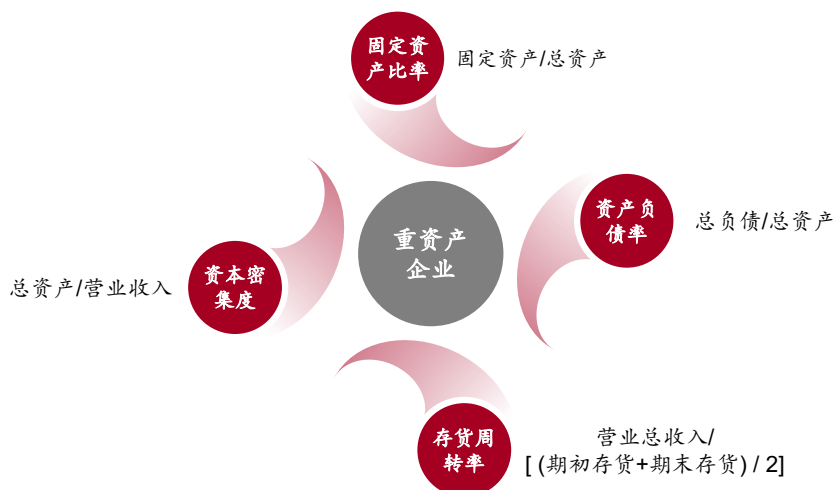 固定资
产比率
固定资产/总资产
资产负
债率
总负债/总资产
重资产
企业
资本密
集度
总资产/营业收入
存货周
转率
营业总收入/
[ (期初存货+期末存货) / 2]